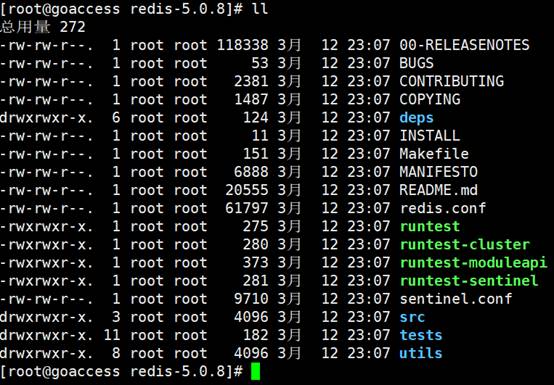 [root@goaccess redis-5.0.8]# ll
总用量 272
-rw-rw-r--.  1 root root 118338 3月  12 23:07 00-RELEASENOTES
-rw-rw-r--.  1 root root     53 3月  12 23:07 BUGS
-rw-rw-r--.  1 root root   2381 3月  12 23:07 CONTRIBUTING
-rw-rw-r--.  1 root root   1487 3月  12 23:07 COPYING
drwxrwxr-x.  6 root root    124 3月  12 23:07 deps
-rw-rw-r--.  1 root root     11 3月  12 23:07 INSTALL
-rw-rw-r--.  1 root root    151 3月  12 23:07 Makefile
-rw-rw-r--.  1 root root   6888 3月  12 23:07 MANIFESTO
-rw-rw-r--.  1 root root  20555 3月  12 23:07 README.md
-rw-rw-r--.  1 root root  61797 3月  12 23:07 redis.conf
-rwxrwxr-x.  1 root root    275 3月  12 23:07 runtest
-rwxrwxr-x.  1 root root    280 3月  12 23:07 runtest-cluster
-rwxrwxr-x.  1 root root    373 3月  12 23:07 runtest-moduleapi
-rwxrwxr-x.  1 root root    281 3月  12 23:07 runtest-sentinel
-rw-rw-r--.  1 root root   9710 3月  12 23:07 sentinel.conf
drwxrwxr-x.  3 root root   4096 3月  12 23:07 src
drwxrwxr-x. 11 root root    182 3月  12 23:07 tests
drwxrwxr-x.  8 root root   4096 3月  12 23:07 utils
[root@goaccess redis-5.0.8]#